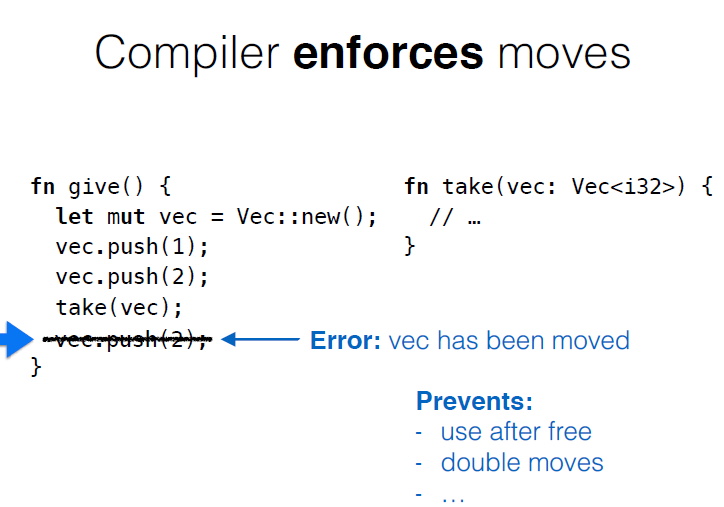 Compiler enforces moves
fn give() {
let mut vec = Vec::new();
vec.push(1);
vec.push(2);
take(vec);
vec.push(2);
}
fn take(vec: Vec<i32>) {
// …
}
Error: vec has been moved
Prevents:
- use after free
- double moves
- …